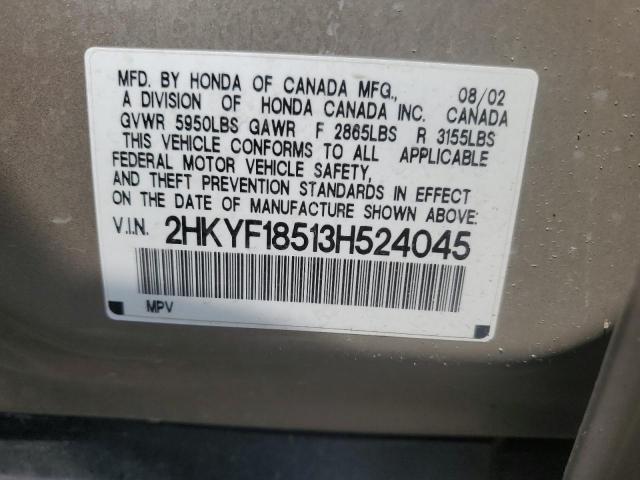 MFD. BY HONDA OF CANADA MFG., 08/02
A DIVISION OF HONDA CANADA INC. CANADA
GVWR 5950LBS GAWR F 2865LBS R 3155LBS
THIS VEHICLE CONFORMS TO ALL APPLICABLE
FEDERAL MOTOR VEHICLE SAFETY,
AND THEFT PREVENTION STANDARDS IN EFFECT
ON THE DATE OF MANUFACTURE SHOWN ABOVE.
V.I.N. 2HKYF18513H524045
MPV